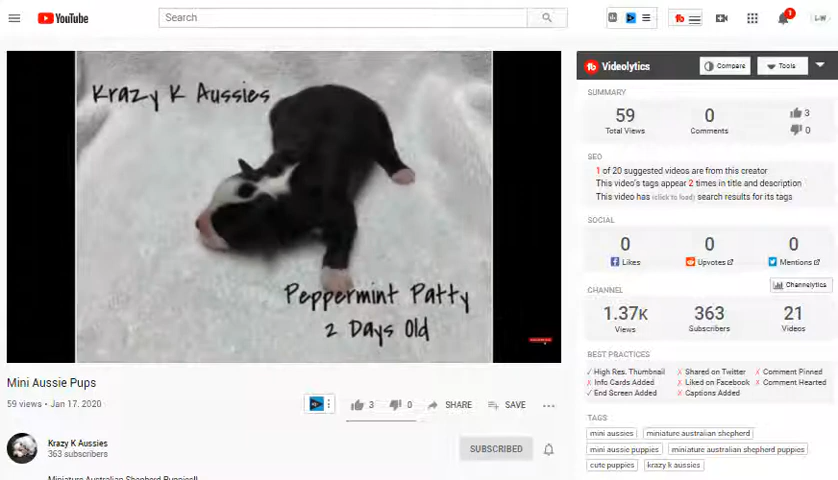 YouTube
Search
1
LW
Krazy K Aussies
Peppermint Patty
2 Days Old
Mini Aussie Pups
59 views • Jan 17, 2020
3
0
SHARE
SAVE
Krazy K Aussies
363 subscribers
SUBSCRIBED
Miniature Australian Shepherd Puppies!!
Videolytics
Compare
Tools
SUMMARY
59
0
3
Total Views
Comments
0
SEO
1 of 20 suggested videos are from this creator
This video's tags appear 2 times in title and description
This video has (click to load) search results for its tags
SOCIAL
0
0
0
Likes
Upvotes
Mentions
Channelytics
CHANNEL
1.37K
363
21
Views
Subscribers
Videos
BEST PRACTICES
✓ High Res. Thumbnail ✗ Shared on Twitter ✗ Comment Pinned
✗ Info Cards Added ✗ Liked on Facebook ✗ Comment Hearted
✓ End Screen Added ✗ Captions Added
TAGS
mini aussies miniature australian shepherd
mini aussie puppies miniature australian shepherd puppies
cute puppies krazy k aussies